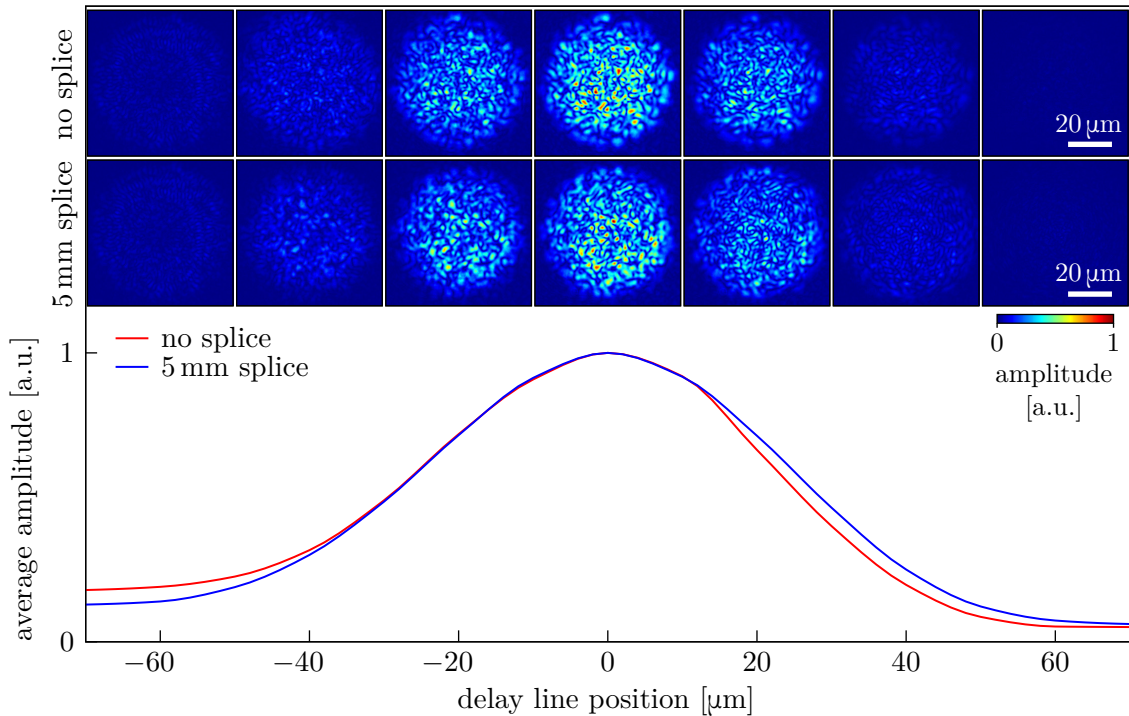 no splice
20 µm
5 mm splice
20 µm
no splice
5 mm splice
0
1
amplitude
[a.u.]
average amplitude [a.u.]
1
0
−60
−40
−20
0
20
40
60
delay line position [µm]